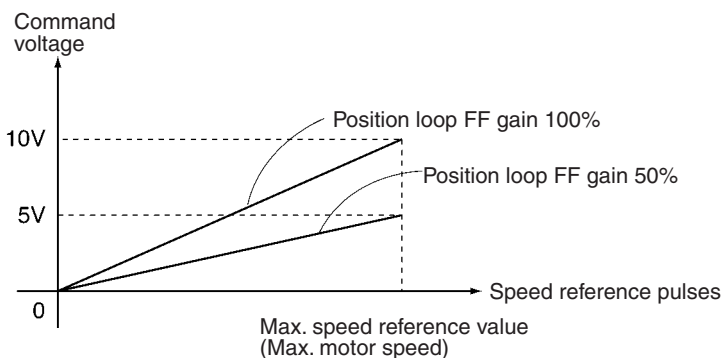 Command
voltage
Position loop FF gain 100%
10V
Position loop FF gain 50%
5V
Speed reference pulses
0
Max. speed reference value
(Max. motor speed)